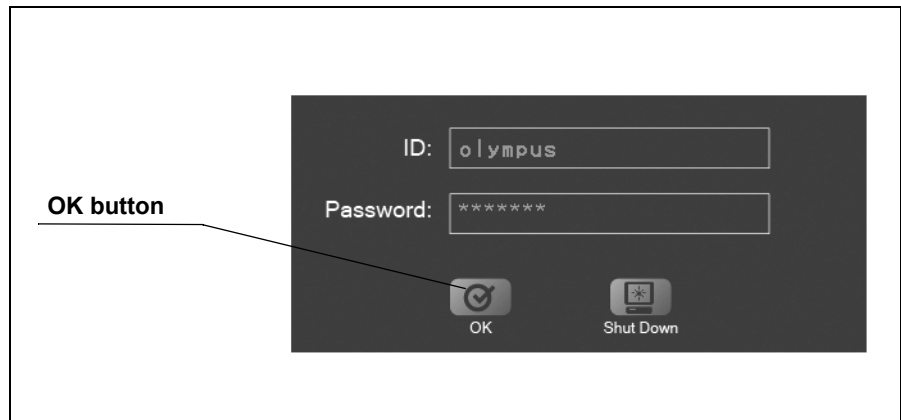 ID: olympus
OK button
Password: *******
OK
Shut Down